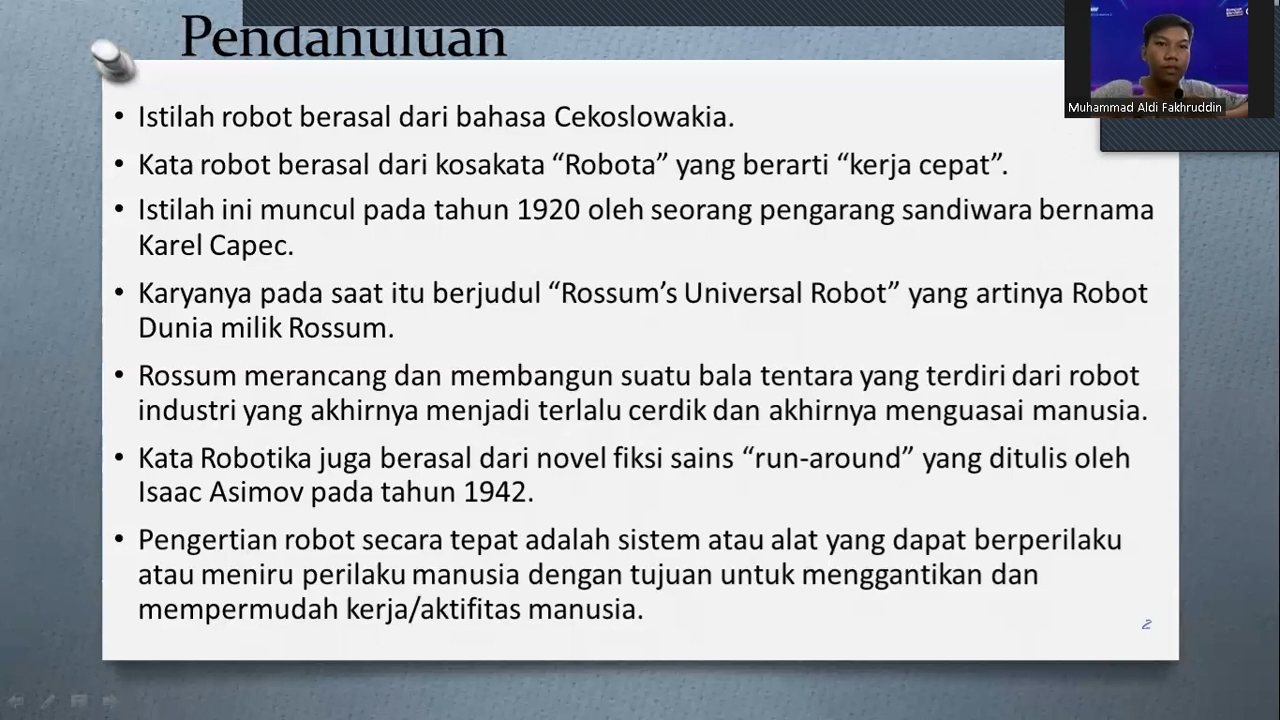 Pendahuluan
Muhammad Aldi Fakhruddin
• Istilah robot berasal dari bahasa Cekoslowakia.
• Kata robot berasal dari kosakata “Robota” yang berarti “kerja cepat”.
• Istilah ini muncul pada tahun 1920 oleh seorang pengarang sandiwara bernama
Karel Capec.
• Karyanya pada saat itu berjudul “Rossum’s Universal Robot” yang artinya Robot
Dunia milik Rossum.
• Rossum merancang dan membangun suatu bala tentara yang terdiri dari robot
industri yang akhirnya menjadi terlalu cerdik dan akhirnya menguasai manusia.
• Kata Robotika juga berasal dari novel fiksi sains “run-around” yang ditulis oleh
Isaac Asimov pada tahun 1942.
• Pengertian robot secara tepat adalah sistem atau alat yang dapat berperilaku
atau meniru perilaku manusia dengan tujuan untuk menggantikan dan
mempermudah kerja/aktifitas manusia.
2